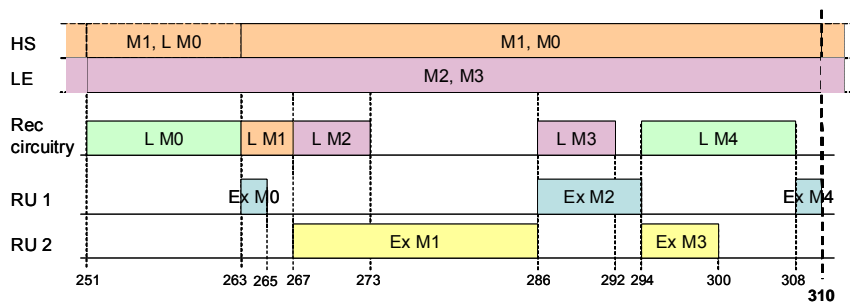 HS M1, L M0 M1, M0
LE M2, M3
Rec
circuitry L M0 L M1 L M2 L M3 L M4
RU 1 Ex M0 Ex M2 Ex M4
RU 2 Ex M1 Ex M3
251 263 265 267 273 286 292 294 300 308
310